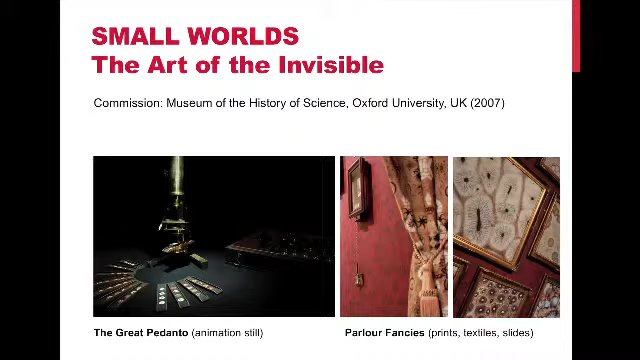 SMALL WORLDS
The Art of the Invisible
Commission: Museum of the History of Science, Oxford University, UK (2007)
The Great Pedanto (animation still)
Parlour Fancies (prints, textiles, slides)